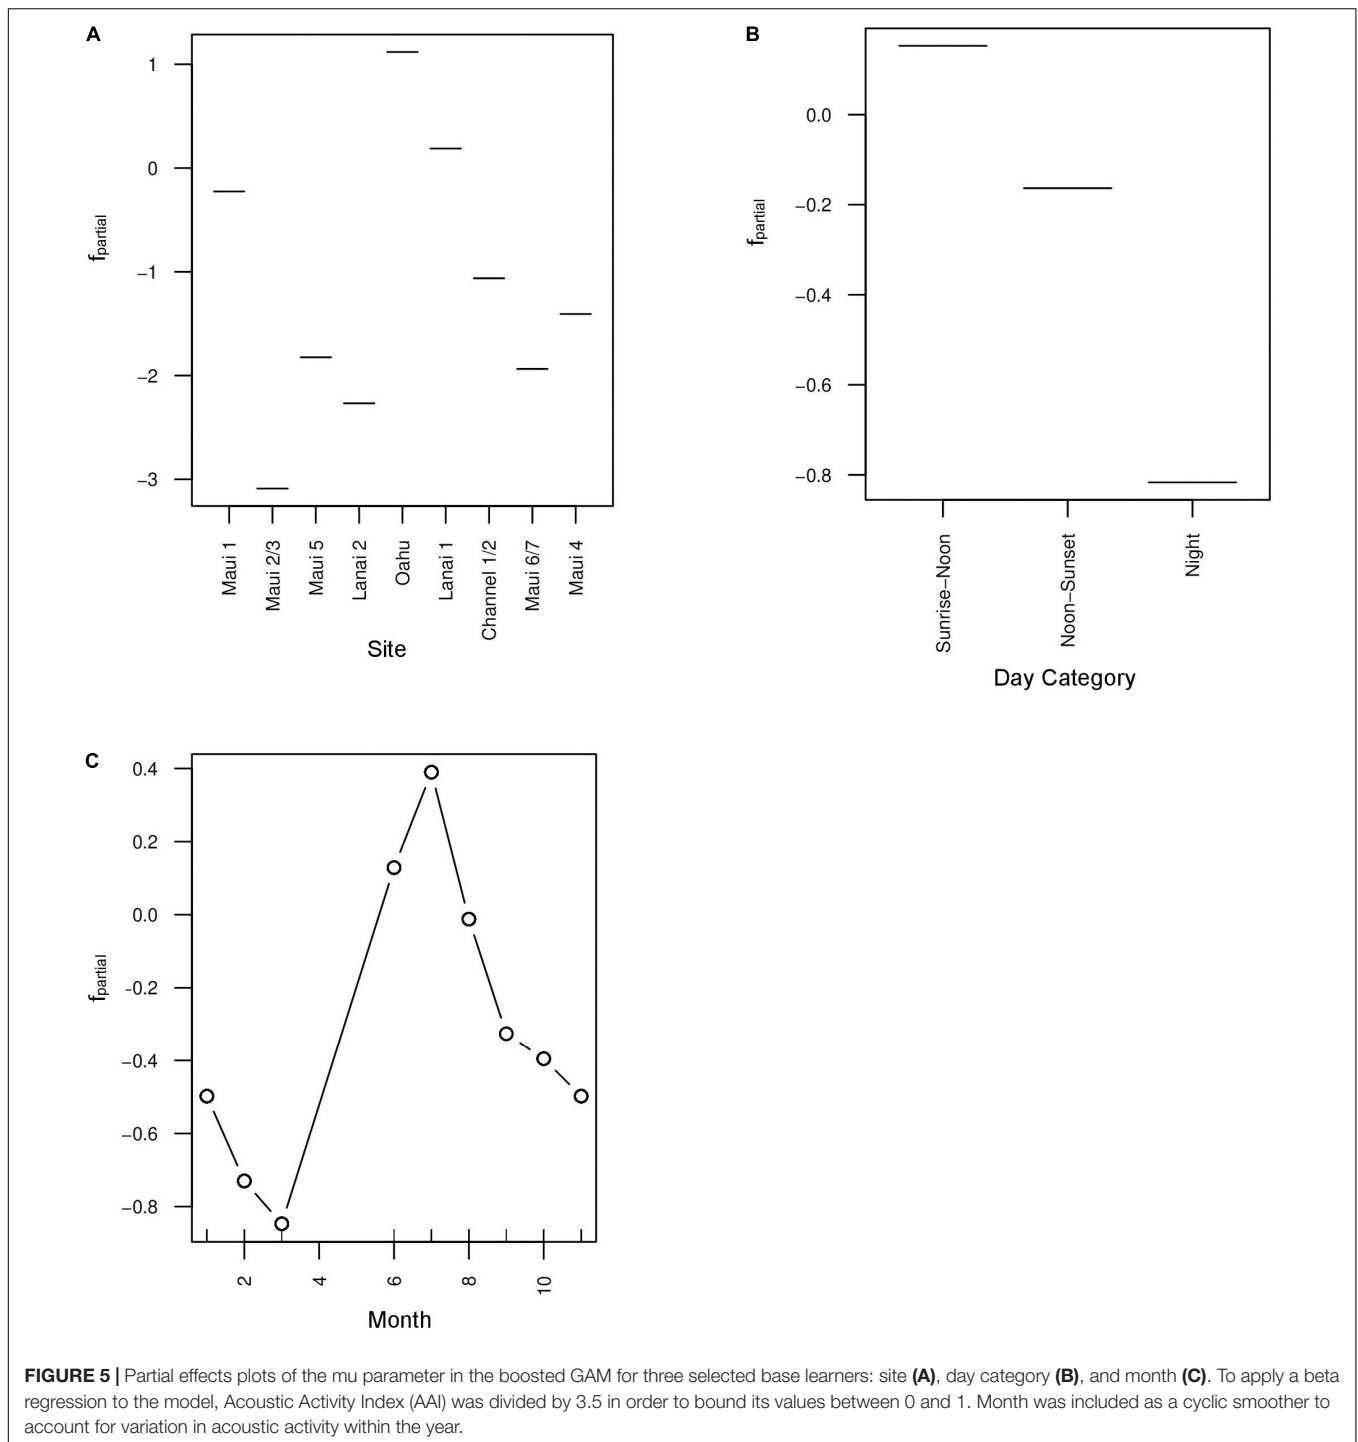 A
1
0
−1
−2
−3
fpartial
Maui 1
Maui 2/3
Maui 5
Lanai 2
Oahu
Lanai 1
Channel 1/2
Maui 6/7
Maui 4
Site
B
0.0
−0.2
−0.4
−0.6
−0.8
fpartial
Sunrise−Noon
Noon−Sunset
Night
Day Category
C
0.4
0.2
0.0
-0.2
−0.4
−0.6
−0.8
fpartial
2
4
6
8
10
Month
FIGURE 5 | Partial effects plots of the mu parameter in the boosted GAM for three selected base learners: site (A), day category (B), and month (C). To apply a beta
regression to the model, Acoustic Activity Index (AAI) was divided by 3.5 in order to bound its values between 0 and 1. Month was included as a cyclic smoother to
account for variation in acoustic activity within the year.